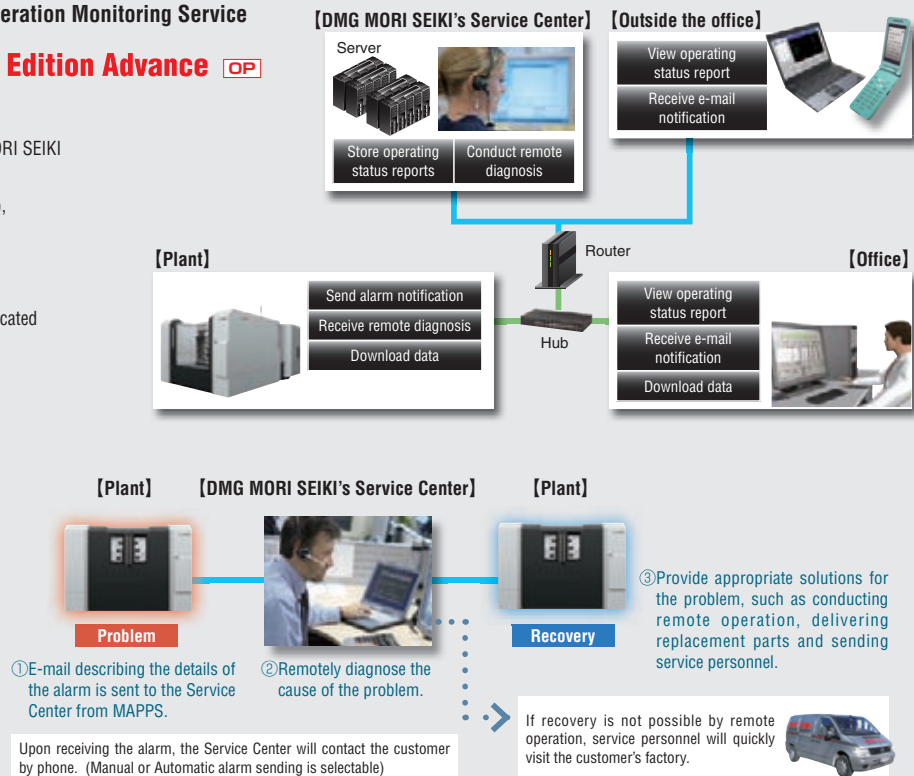 eration Monitoring Service
Edition Advance OP
RI SEIKI
,
cated
【DMG MORI SEIKI's Service Center】
Server
Store operating
status reports
Conduct remote
diagnosis
【Outside the office】
View operating
status report
Receive e-mail
notification
Router
Hub
【Plant】
Send alarm notification
Receive remote diagnosis
Download data
【Office】
View operating
status report
Receive e-mail
notification
Download data
【Plant】
【DMG MORI SEIKI's Service Center】
【Plant】
Problem
Recovery
①E-mail describing the details of
the alarm is sent to the Service
Center from MAPPS.
②Remotely diagnose the
cause of the problem.
③Provide appropriate solutions for
the problem, such as conducting
remote operation, delivering
replacement parts and sending
service personnel.
Upon receiving the alarm, the Service Center will contact the customer
by phone. (Manual or Automatic alarm sending is selectable)
If recovery is not possible by remote
operation, service personnel will quickly
visit the customer's factory.